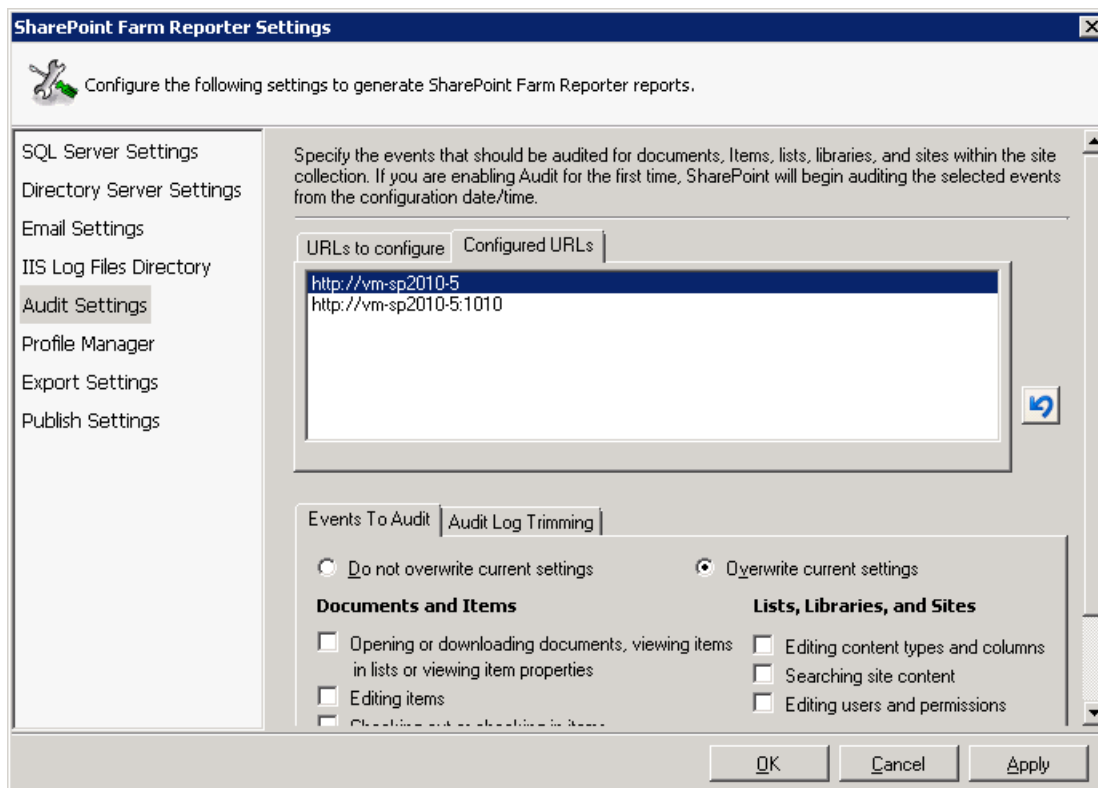 SharePoint Farm Reporter Settings
Configure the following settings to generate SharePoint Farm Reporter reports.
SQL Server Settings
Directory Server Settings
Email Settings
IIS Log Files Directory
Audit Settings
Profile Manager
Export Settings
Publish Settings
Specify the events that should be audited for documents, Items, lists, libraries, and sites within the site
collection. If you are enabling Audit for the first time, SharePoint will begin auditing the selected events
from the configuration date/time.
URLs to configure Configured URLs
http://vm-sp2010-5
http://vm-sp2010-5:1010
Events To Audit Audit Log Trimming
Do not overwrite current settings Overwrite current settings
Documents and Items
Opening or downloading documents, viewing items
in lists or viewing item properties
Editing items
Checking out or checking in items
Lists, Libraries, and Sites
Editing content types and columns
Searching site content
Editing users and permissions
OK Cancel Apply